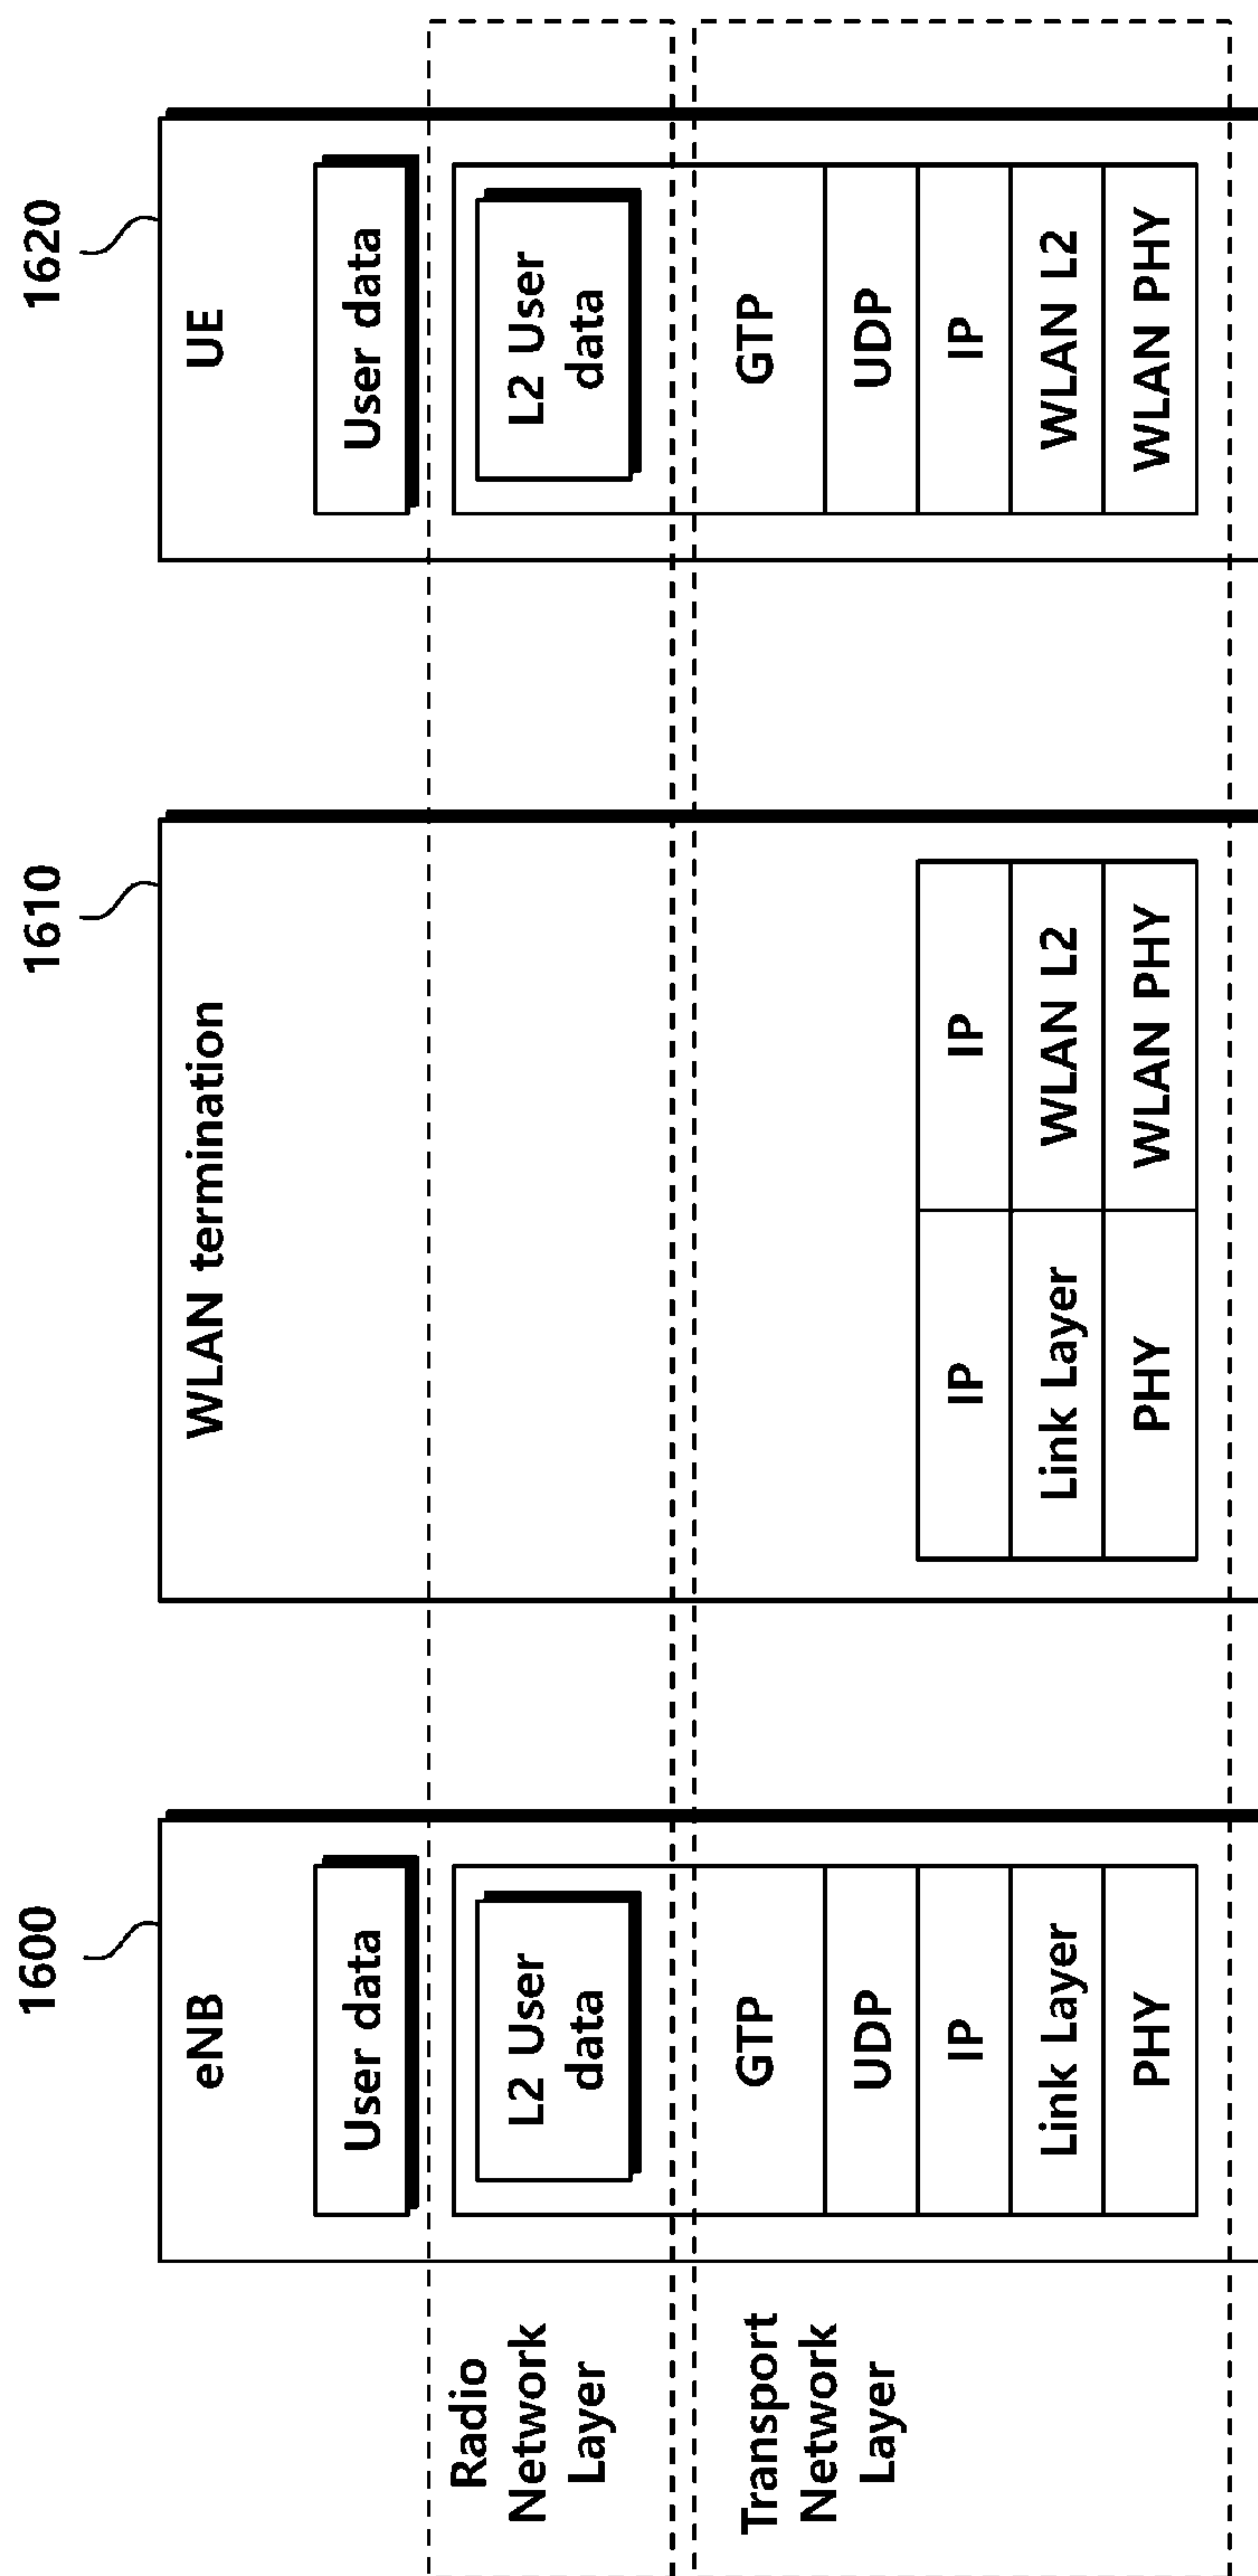 1600
1610
1620
eNB
WLAN termination
UE
User data
User data
Radio
Network
Layer
L2 User
data
L2 User
data
Transport
Network
Layer
GTP
GTP
UDP
UDP
IP
IP
IP
IP
Link Layer
Link Layer
WLAN L2
WLAN L2
PHY
PHY
WLAN PHY
WLAN PHY